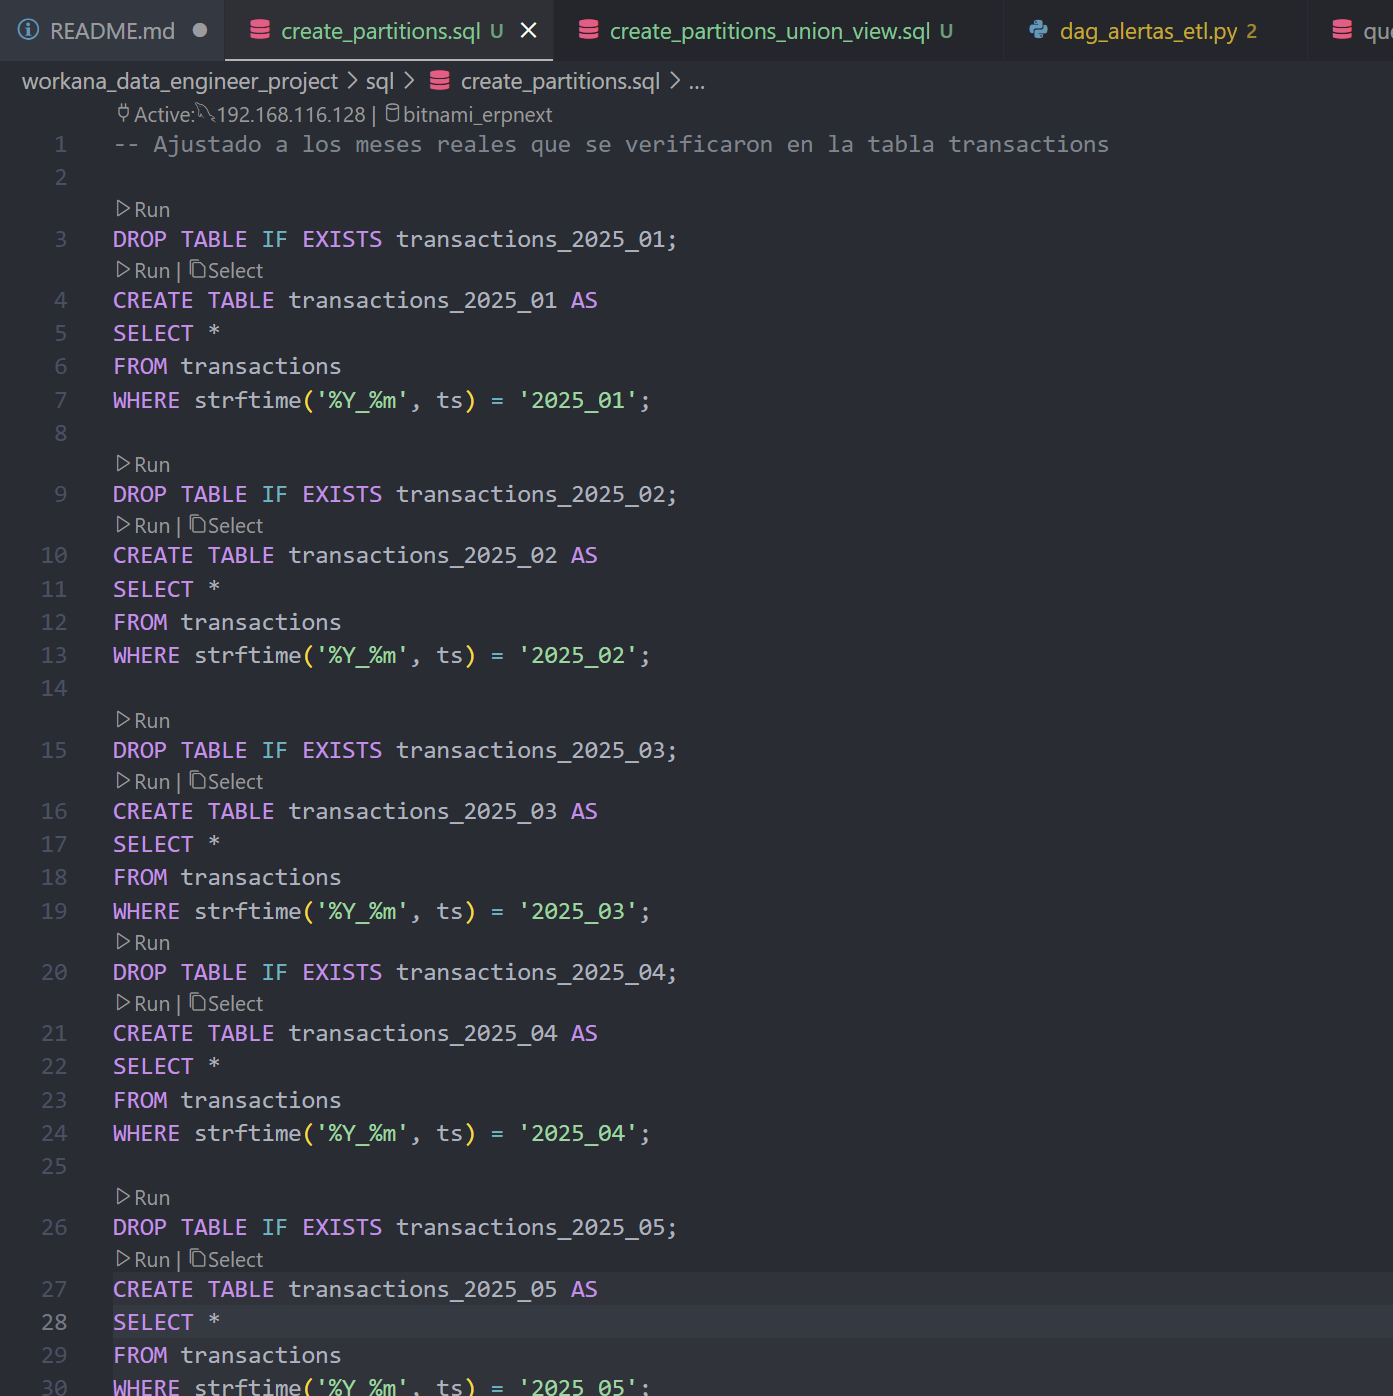 README.md ● create_partitions.sql U × create_partitions_union_view.sql U dag_alertas_etl.py 2
workana_data_engineer_project > sql > create_partitions.sql > ...
Active: 192.168.116.128 | bitnami_erpnext
1 -- Ajustado a los meses reales que se verificaron en la tabla transactions
2
Run
3 DROP TABLE IF EXISTS transactions_2025_01;
Run | Select
4 CREATE TABLE transactions_2025_01 AS
5 SELECT *
6 FROM transactions
7 WHERE strftime('%Y_%m', ts) = '2025_01';
8
Run
9 DROP TABLE IF EXISTS transactions_2025_02;
Run | Select
10 CREATE TABLE transactions_2025_02 AS
11 SELECT *
12 FROM transactions
13 WHERE strftime('%Y_%m', ts) = '2025_02';
14
Run
15 DROP TABLE IF EXISTS transactions_2025_03;
Run | Select
16 CREATE TABLE transactions_2025_03 AS
17 SELECT *
18 FROM transactions
19 WHERE strftime('%Y_%m', ts) = '2025_03';
Run
20 DROP TABLE IF EXISTS transactions_2025_04;
Run | Select
21 CREATE TABLE transactions_2025_04 AS
22 SELECT *
23 FROM transactions
24 WHERE strftime('%Y_%m', ts) = '2025_04';
25
Run
26 DROP TABLE IF EXISTS transactions_2025_05;
Run | Select
27 CREATE TABLE transactions_2025_05 AS
28 SELECT *
29 FROM transactions
30 WHERE strftime('%Y_%m', ts) = '2025_05';